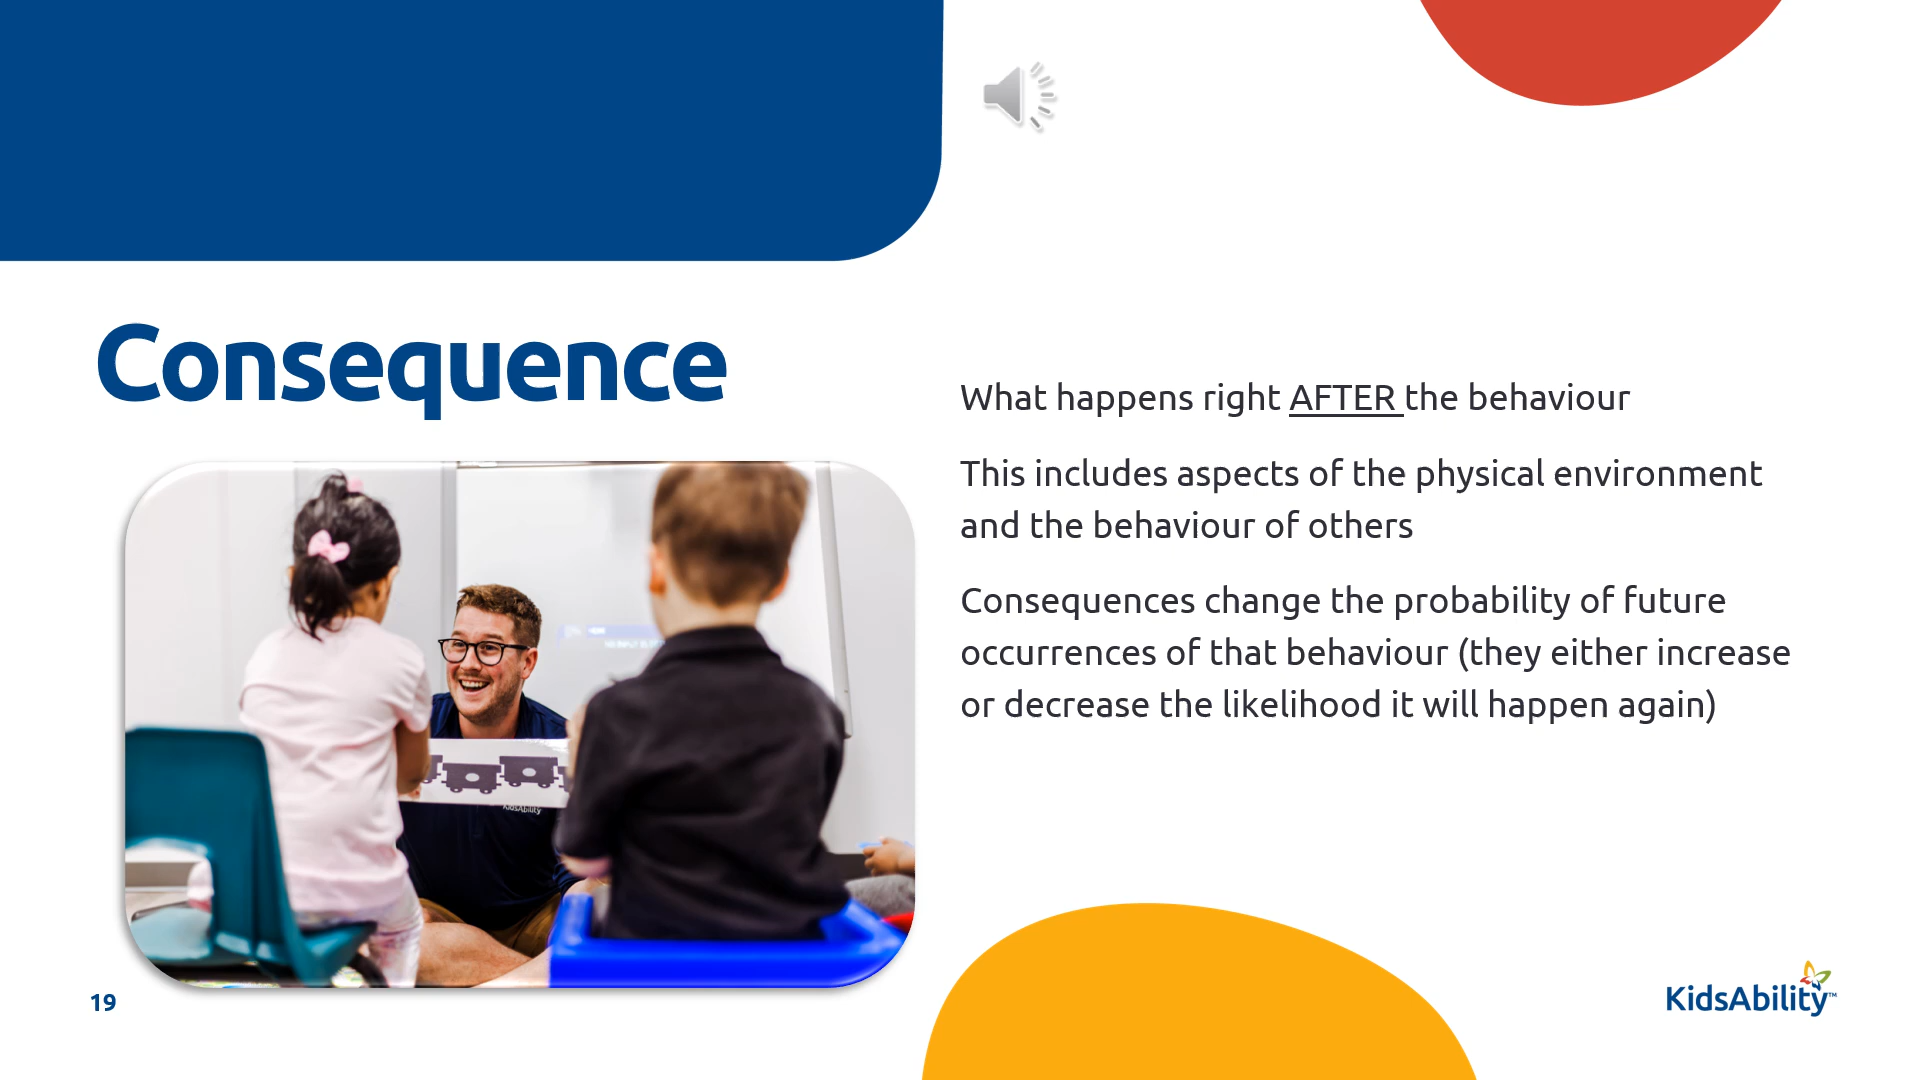 Consequence
What happens right AFTER the behaviour
This includes aspects of the physical environment
and the behaviour of others
Consequences change the probability of future
occurrences of that behaviour (they either increase
or decrease the likelihood it will happen again)
KidsAbility
19
KidsAbility™